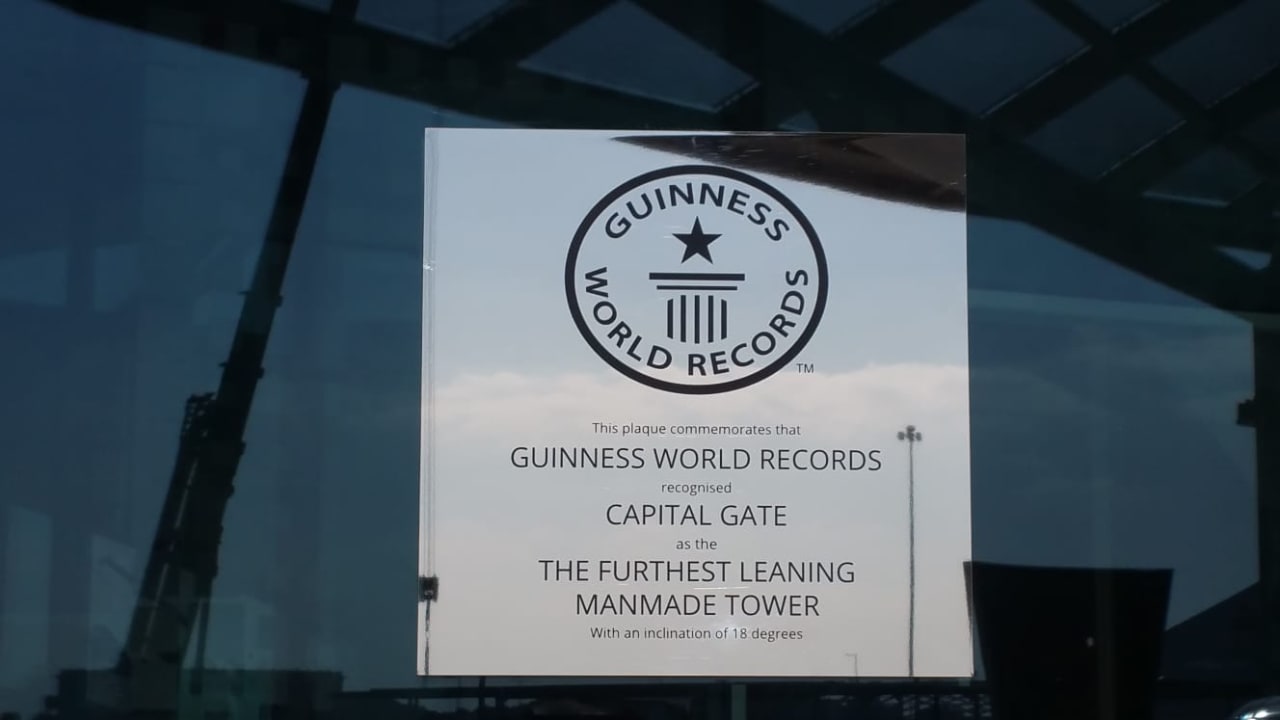 GUINNESS
WORLD RECORDS
TM
This plaque commemorates that
GUINNESS WORLD RECORDS
recognised
CAPITAL GATE
as the
THE FURTHEST LEANING
MANMADE TOWER
With an inclination of 18 degrees